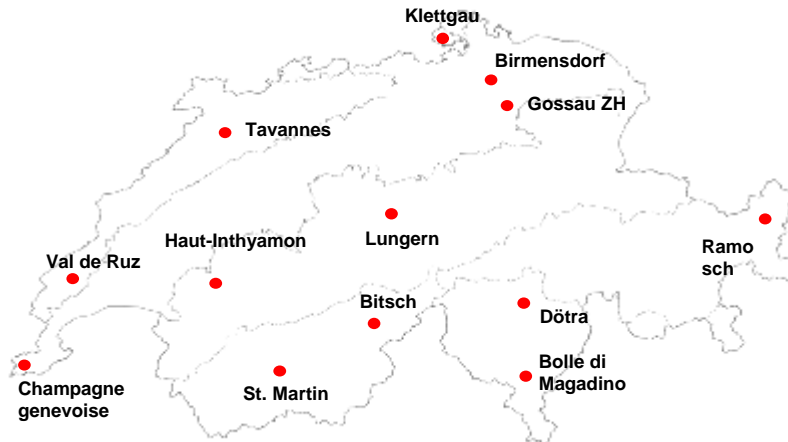 Klettgau
Birmensdorf
Gossau ZH
Tavannes
Haut-Inthyamon
Lungern
Ramo
sch
Val de Ruz
Bitsch
Dötra
Bolle di
Magadino
St. Martin
Champagne
genevoise